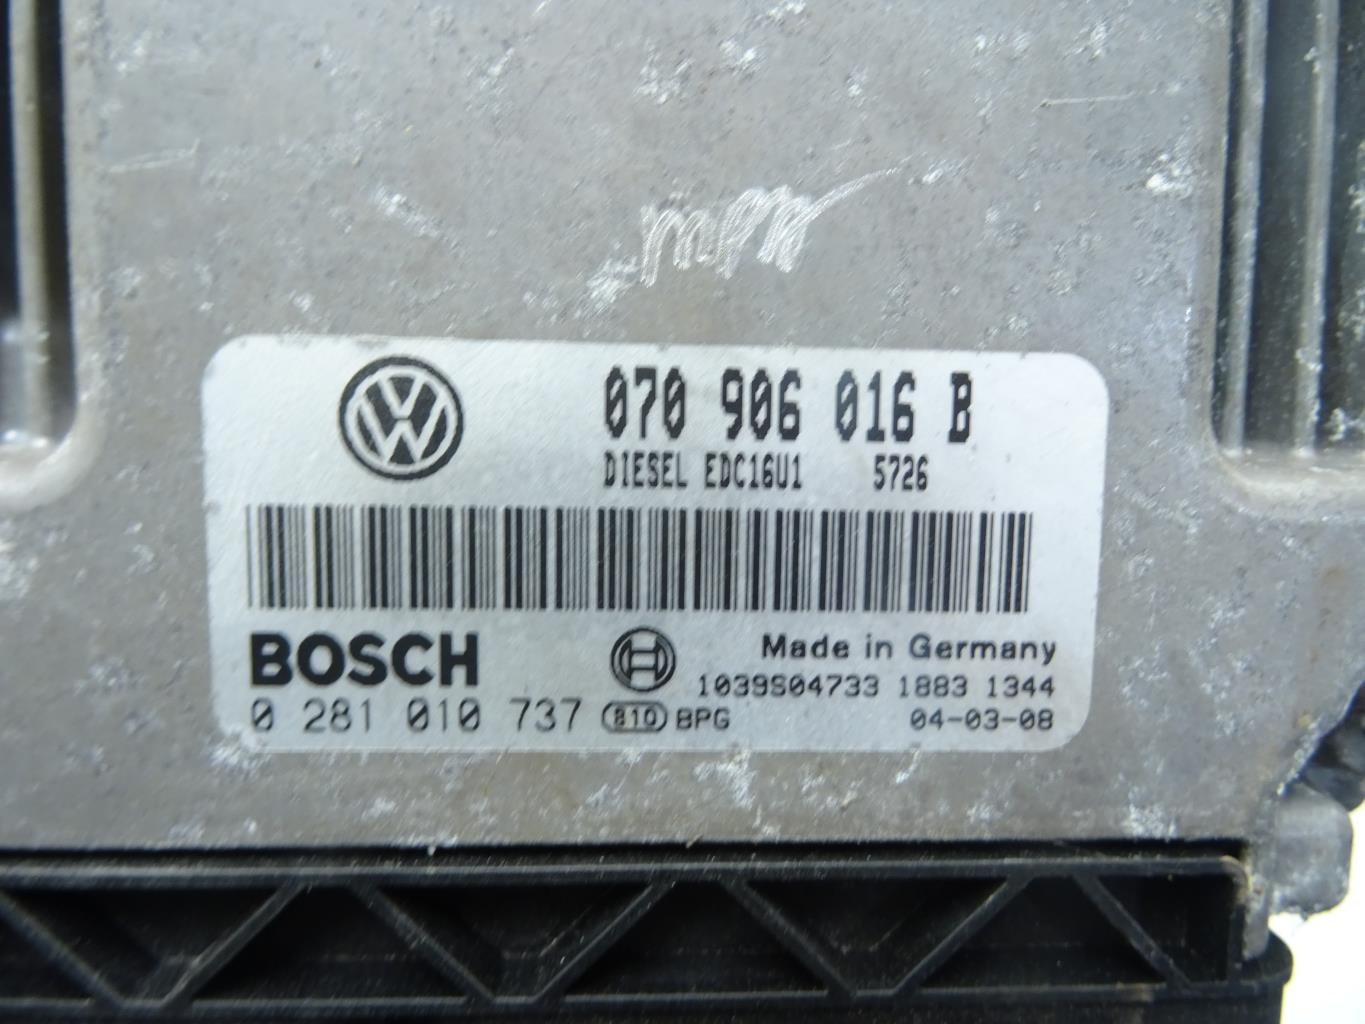 070 906 016 B
DIESEL EDC16U1 5726
BOSCH
Made in Germany
1039S04733 1883 1344
0 281 010 737 810 BPG 04-03-08